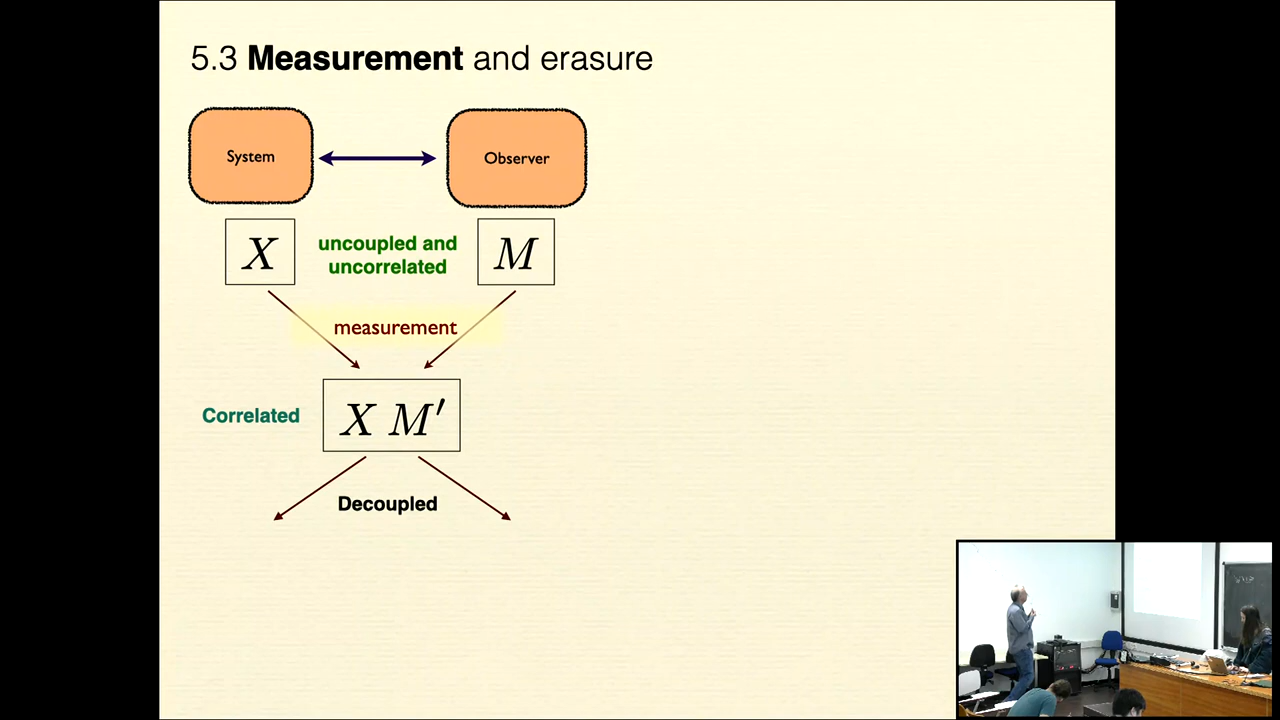 5.3 Measurement and erasure
System
Observer
X
uncoupled and
uncorrelated
M
measurement
Correlated
X M′
Decoupled